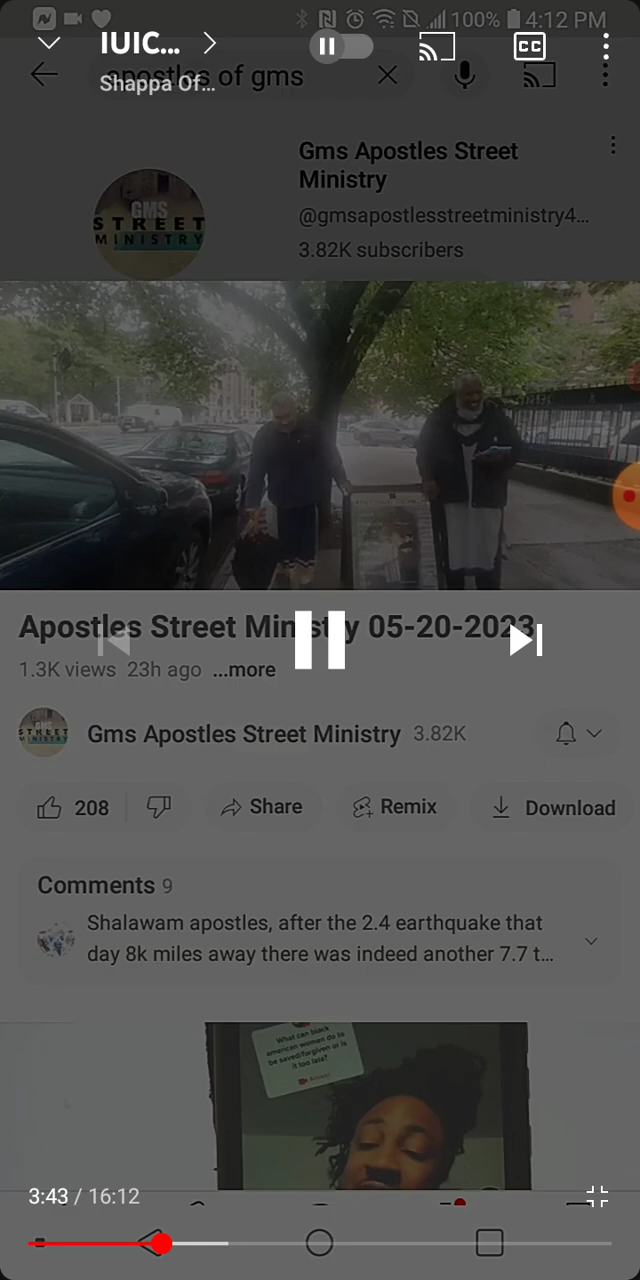 100% 4:12 PM
IUIC...
apostles of gms
Shappa Of...
Gms Apostles Street
Ministry
GMS
STREET
MINISTRY
@gmsapostlesstreetministry4...
3.82K subscribers
Apostles Street Ministry 05-20-2023
1.3K views 23h ago ...more
GMS
STREET
MINISTRY
Gms Apostles Street Ministry 3.82K
208 Share Remix Download
Comments 9
Shalawam apostles, after the 2.4 earthquake that
day 8k miles away there was indeed another 7.7 t...
What can black
american women do to
be saved/forgiven or is
it too late?
3:43 / 16:12
CC